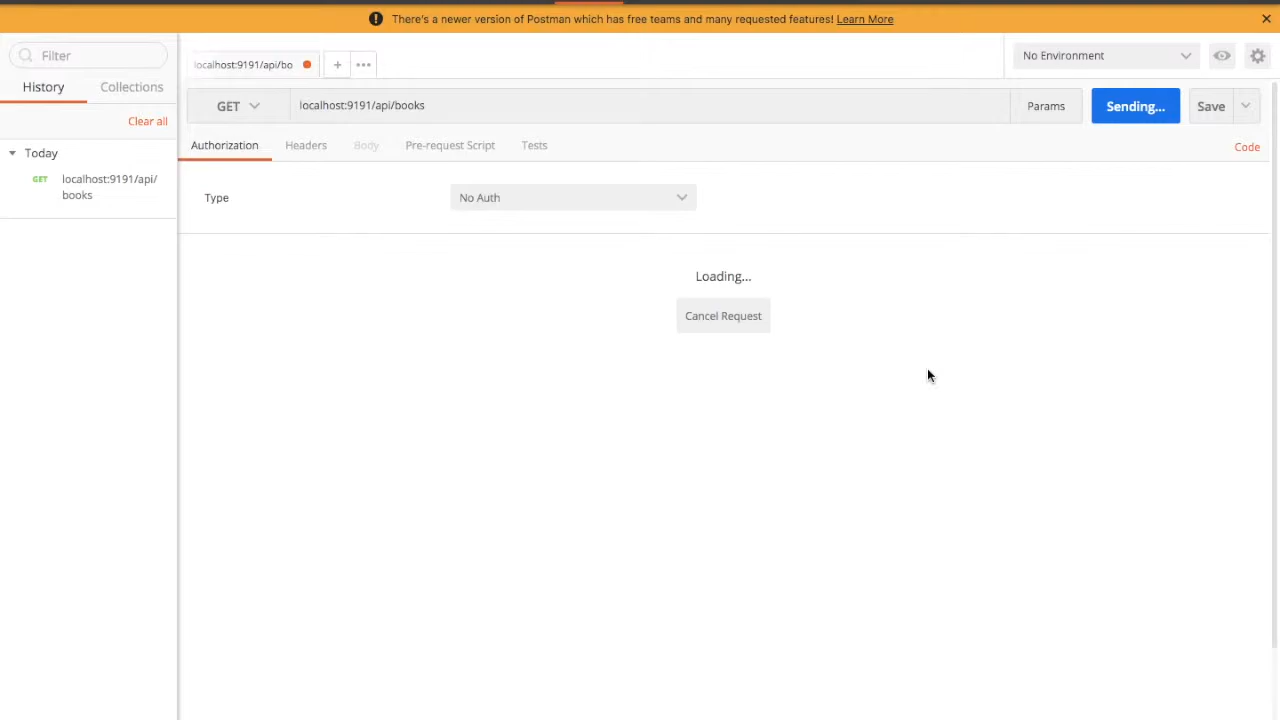 There's a newer version of Postman which has free teams and many requested features! Learn More
Filter
History Collections
Clear all
Today
GET localhost:9191/api/
books
localhost:9191/api/bo
No Environment
GET localhost:9191/api/books Params Sending... Save
Authorization Headers Body Pre-request Script Tests Code
Type No Auth
Loading...
Cancel Request